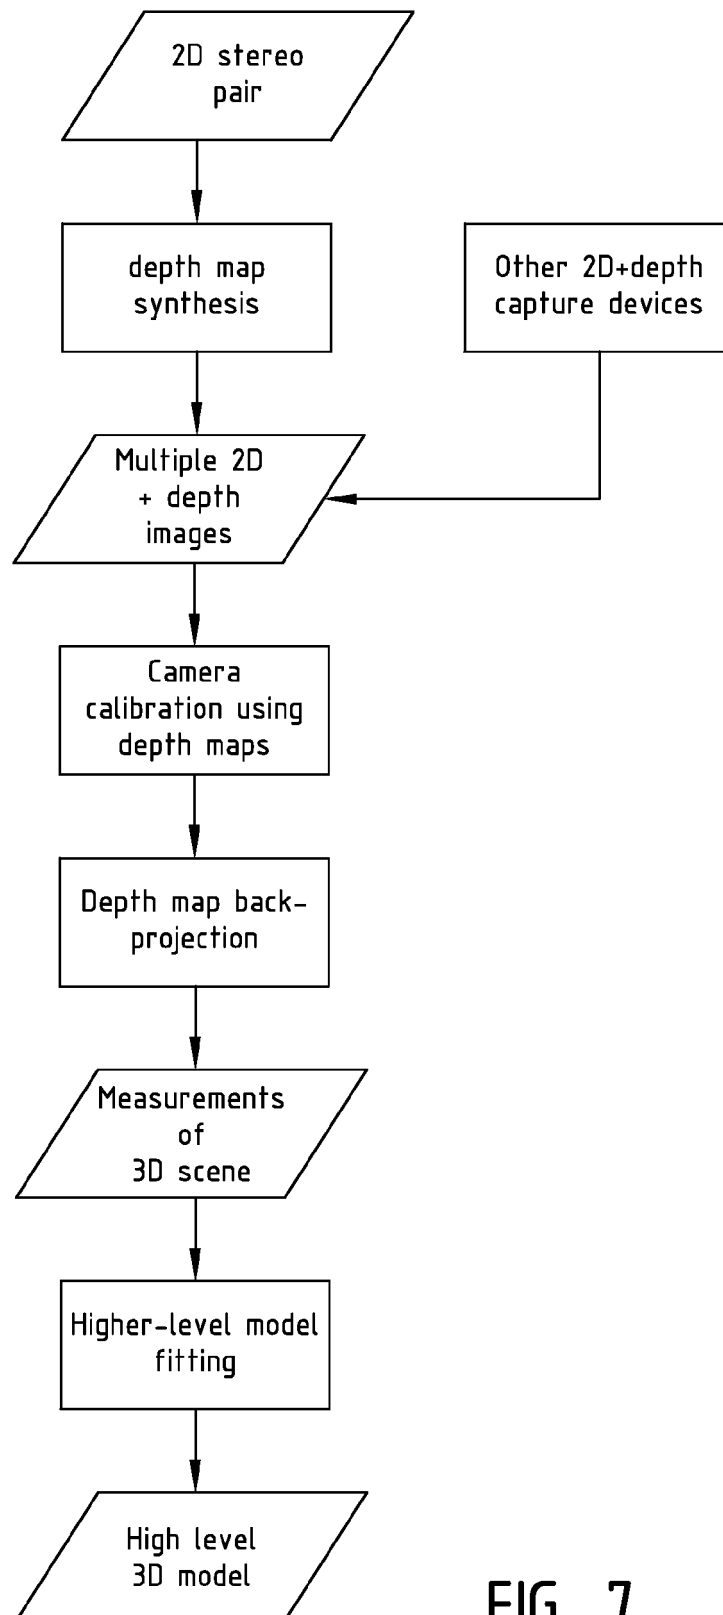 2D stereo
pair
depth map
synthesis
Other 2D+depth
capture devices
Multiple 2D
+ depth
images
Camera
calibration using
depth maps
Depth map back-
projection
Measurements
of
3D scene
Higher-level model
fitting
High level
3D model
FIG. 7